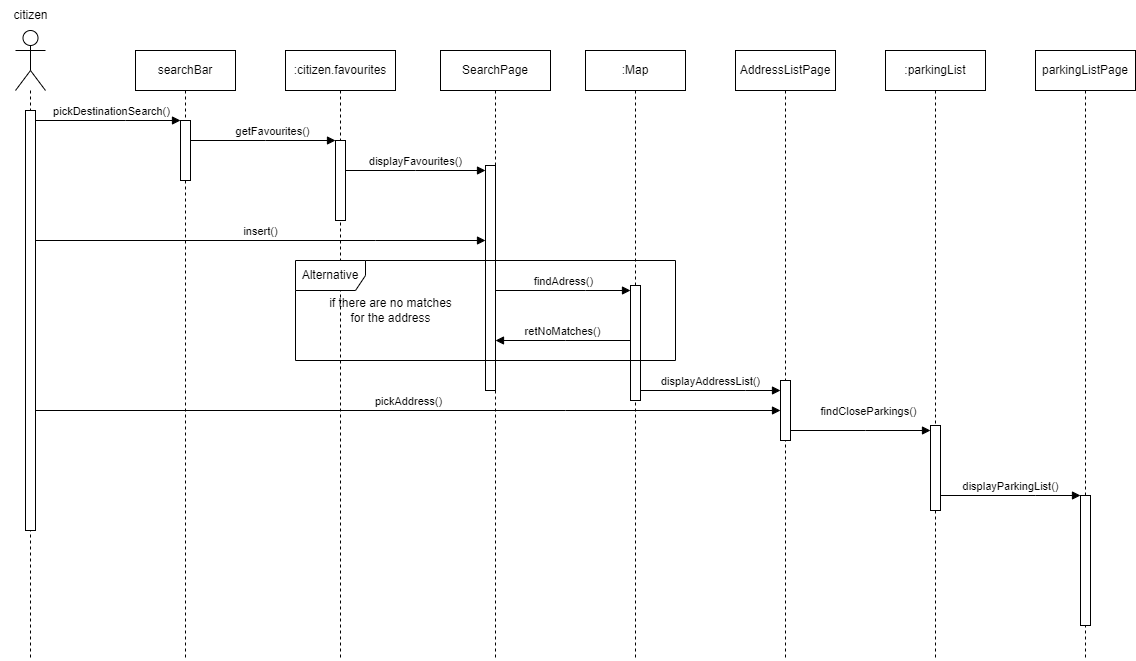 citizen
searchBar
:citizen.favourites
SearchPage
:Map
AddressListPage
:parkingList
parkingListPage
pickDestinationSearch()
getFavourites()
displayFavourites()
insert()
Alternative
findAdress()
if there are no matches
for the address
retNoMatches()
displayAddressList()
pickAddress()
findCloseParkings()
displayParkingList()